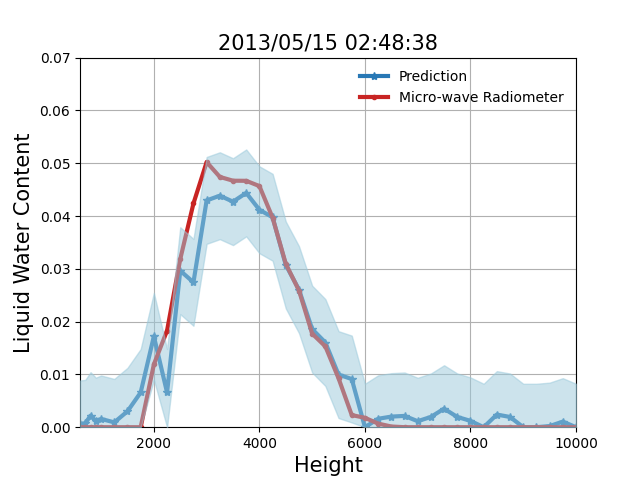 2013/05/15 02:48:38
Prediction
Micro-wave Radiometer
Liquid Water Content
0.07
0.06
0.05
0.04
0.03
0.02
0.01
0.00
2000 4000 6000 8000 10000
Height